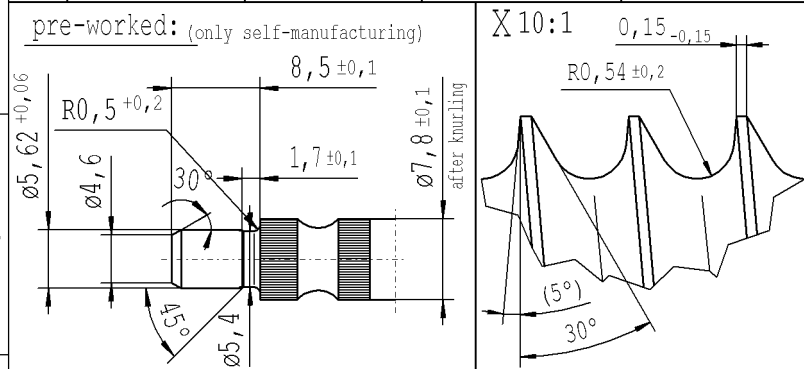 pre-worked: (only self-manufacturing)
8,5 ±0,1
R0,5 +0,2
1,7 ±0,1
ø5,62 +0,06
ø4,6
30°
45°
ø5,4
ø7,8 ±0,1
after knurling
X 10:1
0,15 -0,15
R0,54 ±0,2
(5°)
30°